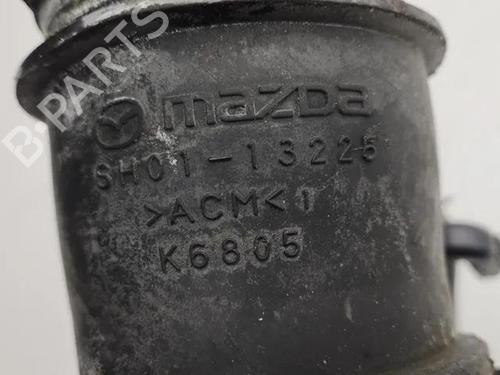 B-PARTS
mazda
SH01-13225
>ACM<1
K6805